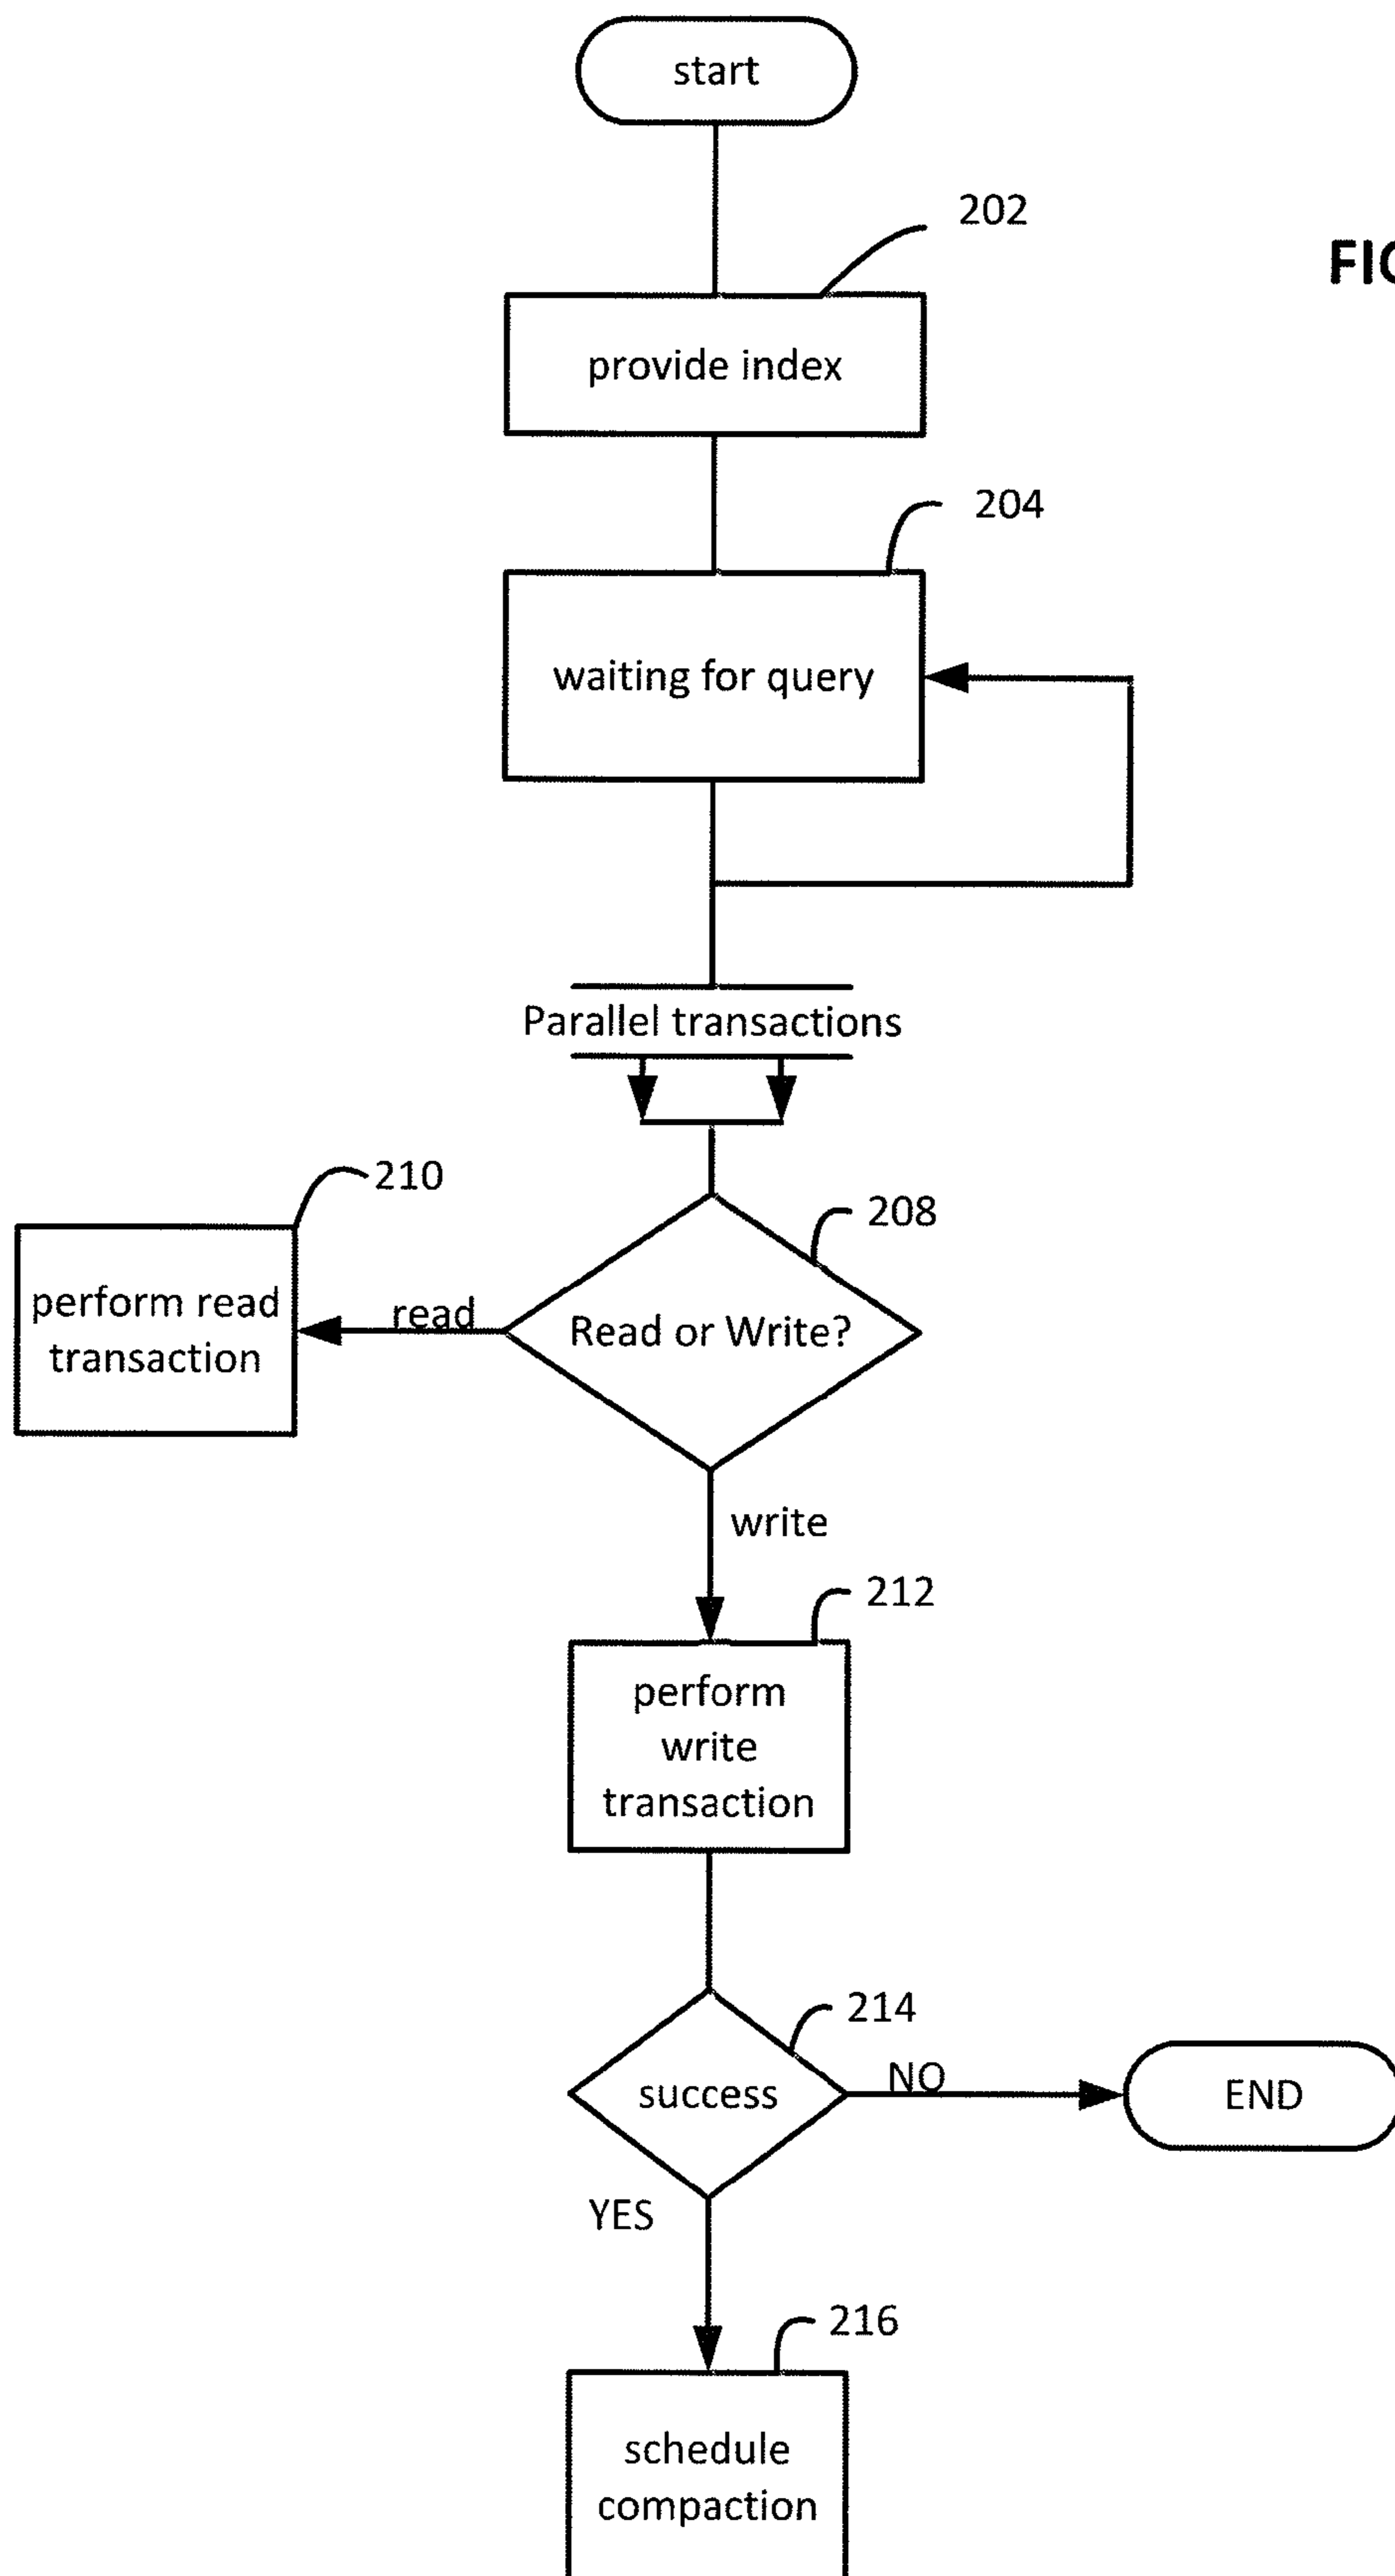 start
202
FIG
provide index
204
waiting for query
Parallel transactions
210
208
perform read
transaction
read
Read or Write?
write
212
perform
write
transaction
214
success
NO
END
YES
216
schedule
compaction